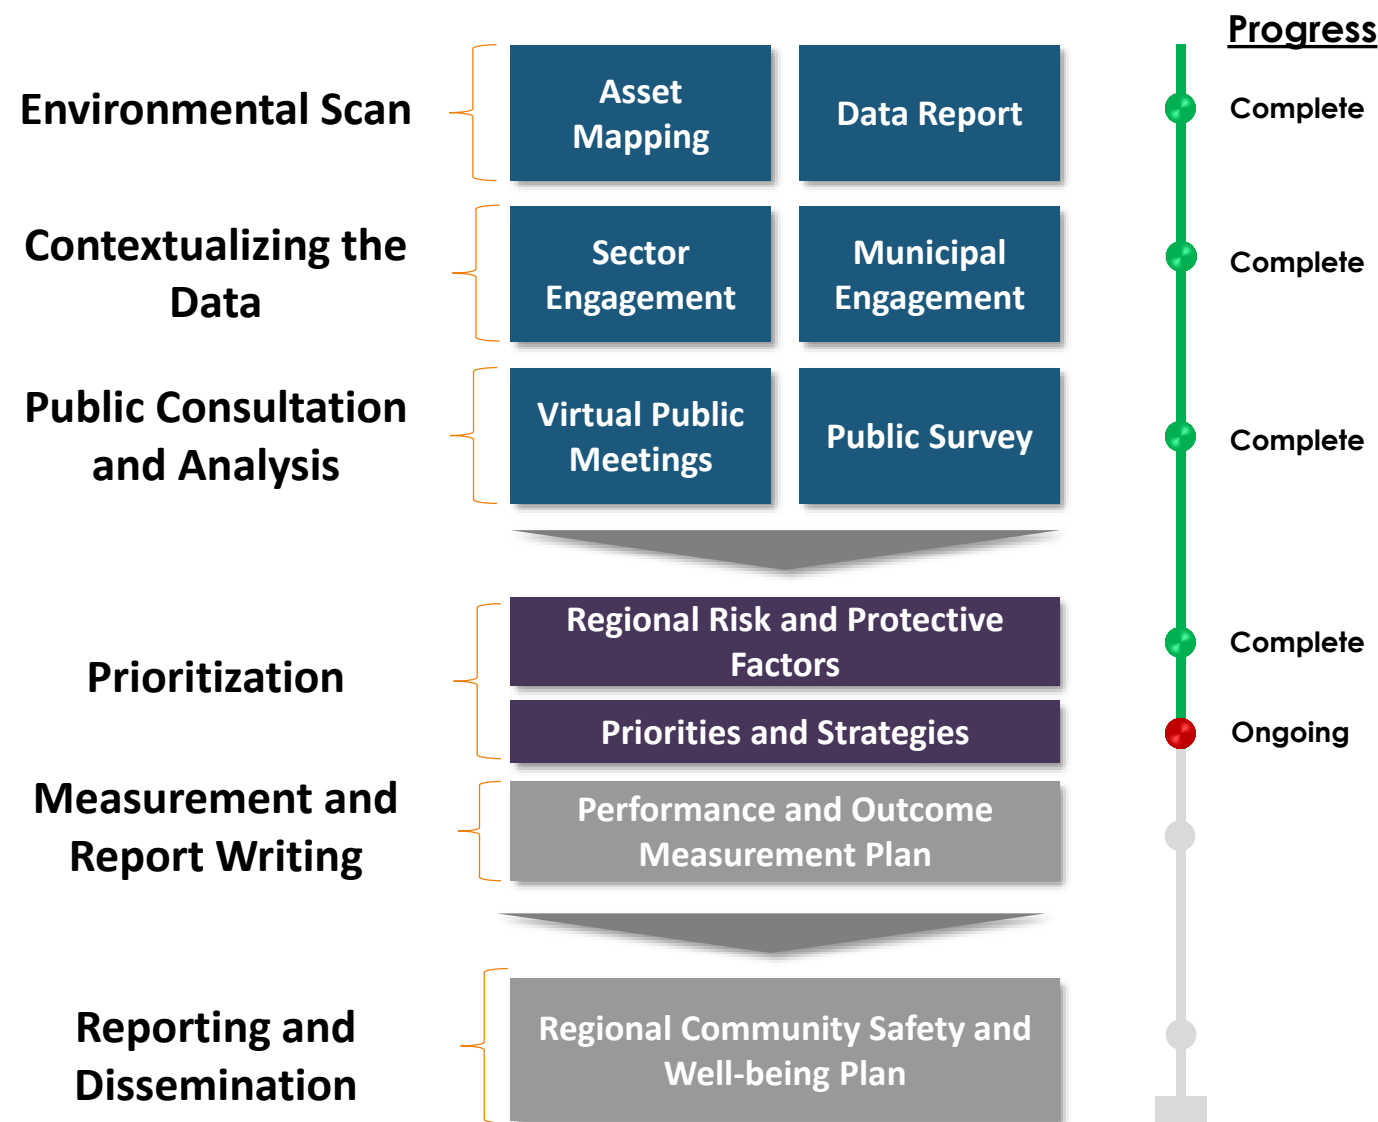 Progress
Environmental Scan
Asset
Mapping
Data Report
Complete
Contextualizing the
Data
Sector
Engagement
Municipal
Engagement
Complete
Public Consultation
and Analysis
Virtual Public
Meetings
Public Survey
Complete
Prioritization
Regional Risk and Protective
Factors
Complete
Priorities and Strategies
Ongoing
Measurement and
Report Writing
Performance and Outcome
Measurement Plan
Reporting and
Dissemination
Regional Community Safety and
Well-being Plan